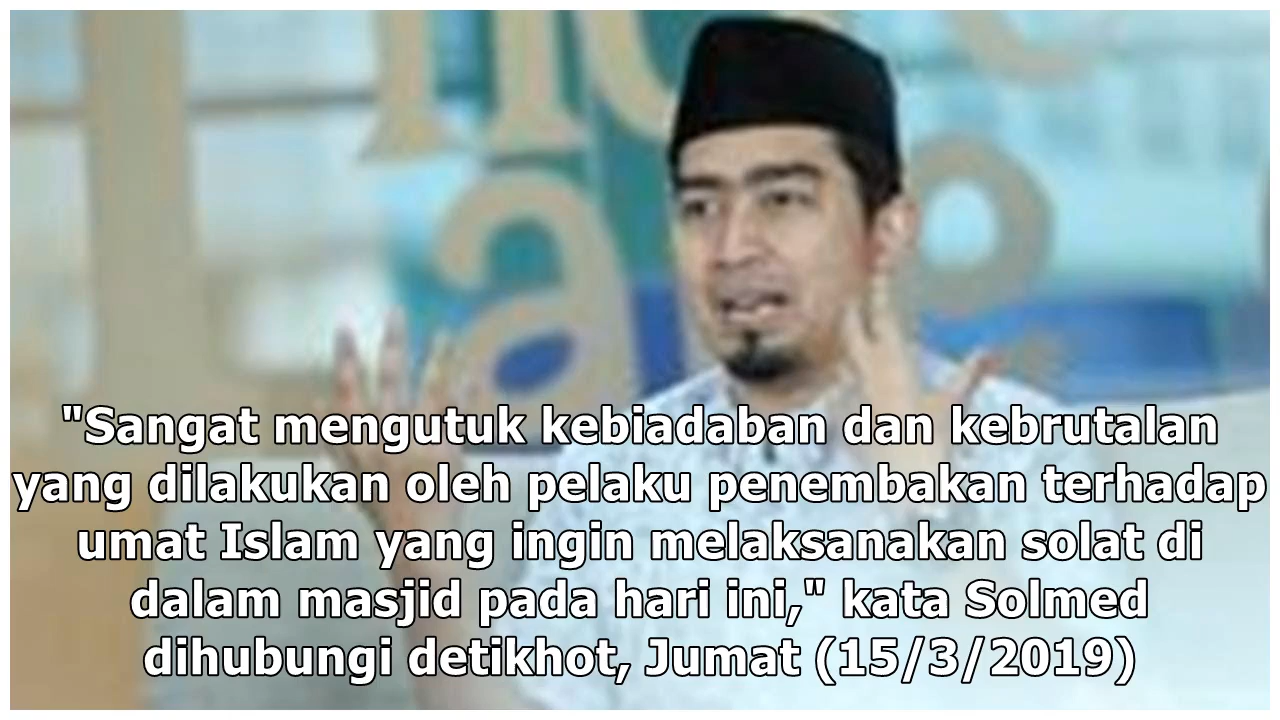 "Sangat mengutuk kebiadaban dan kebrutalan
yang dilakukan oleh pelaku penembakan terhadap
umat Islam yang ingin melaksanakan solat di
dalam masjid pada hari ini," kata Solmed
dihubungi detikhot, Jumat (15/3/2019)